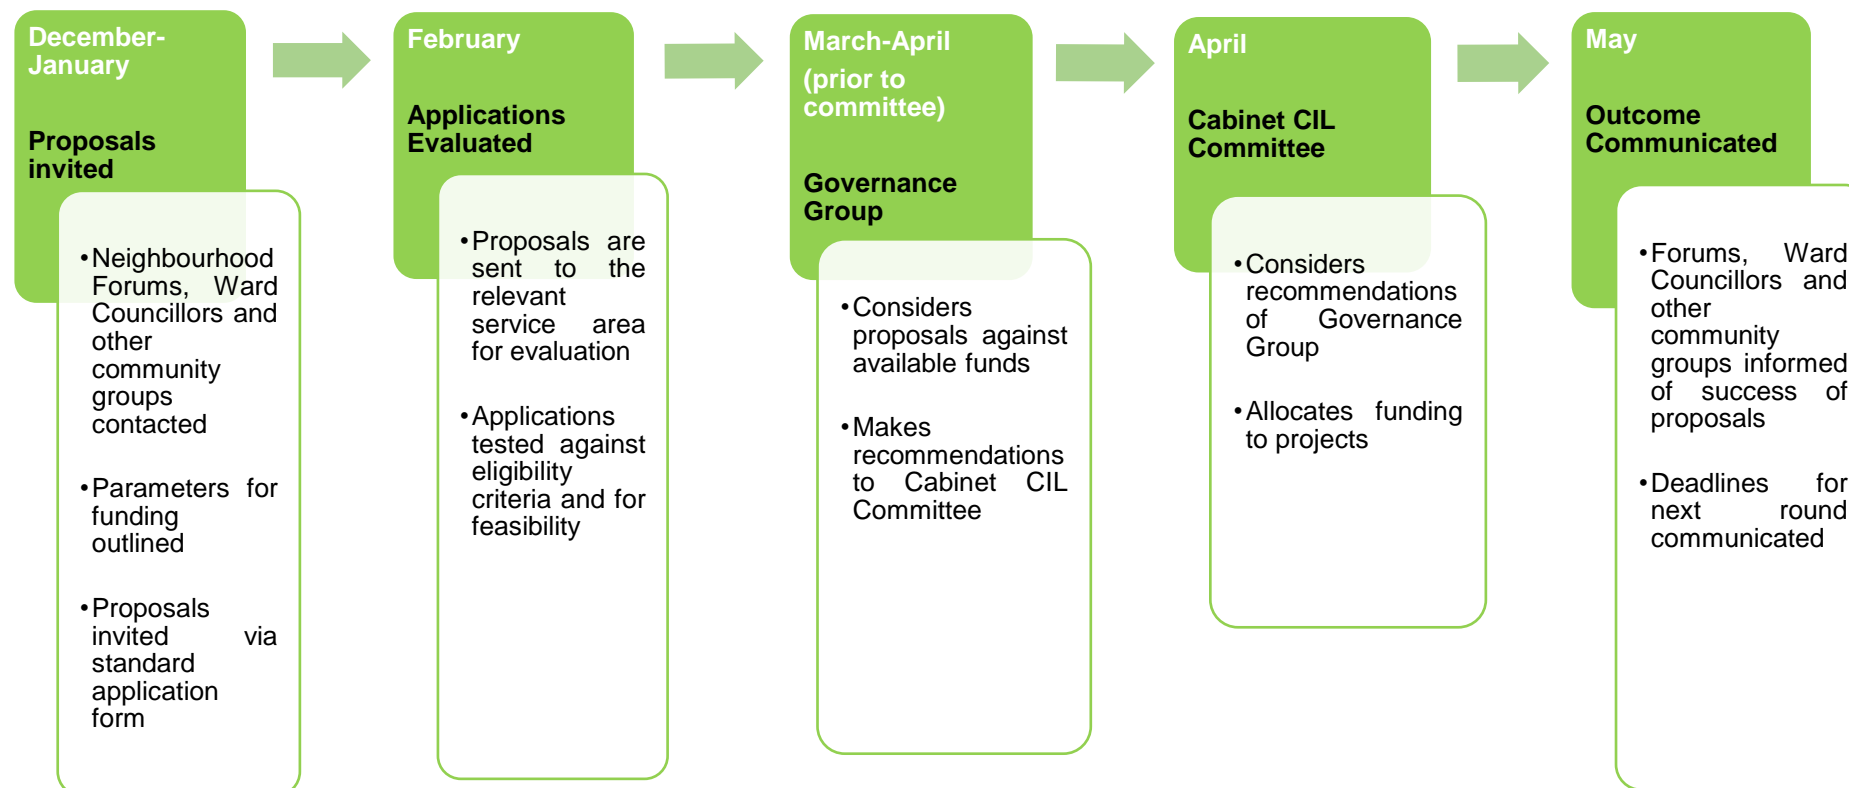 December-
January
Proposals
invited
•Neighbourhood
Forums, Ward
Councillors and
other
community
groups
contacted
•Parameters for
funding
outlined
•Proposals
invited via
standard
application
form
February
Applications
Evaluated
•Proposals are
sent to the
relevant
service area
for evaluation
•Applications
tested against
eligibility
criteria and for
feasibility
March-April
(prior to
committee)
Governance
Group
•Considers
proposals against
available funds
•Makes
recommendations
to Cabinet CIL
Committee
April
Cabinet CIL
Committee
•Considers
recommendations
of Governance
Group
•Allocates funding
to projects
May
Outcome
Communicated
•Forums, Ward
Councillors and
other
community
groups informed
of success of
proposals
•Deadlines for
next round
communicated